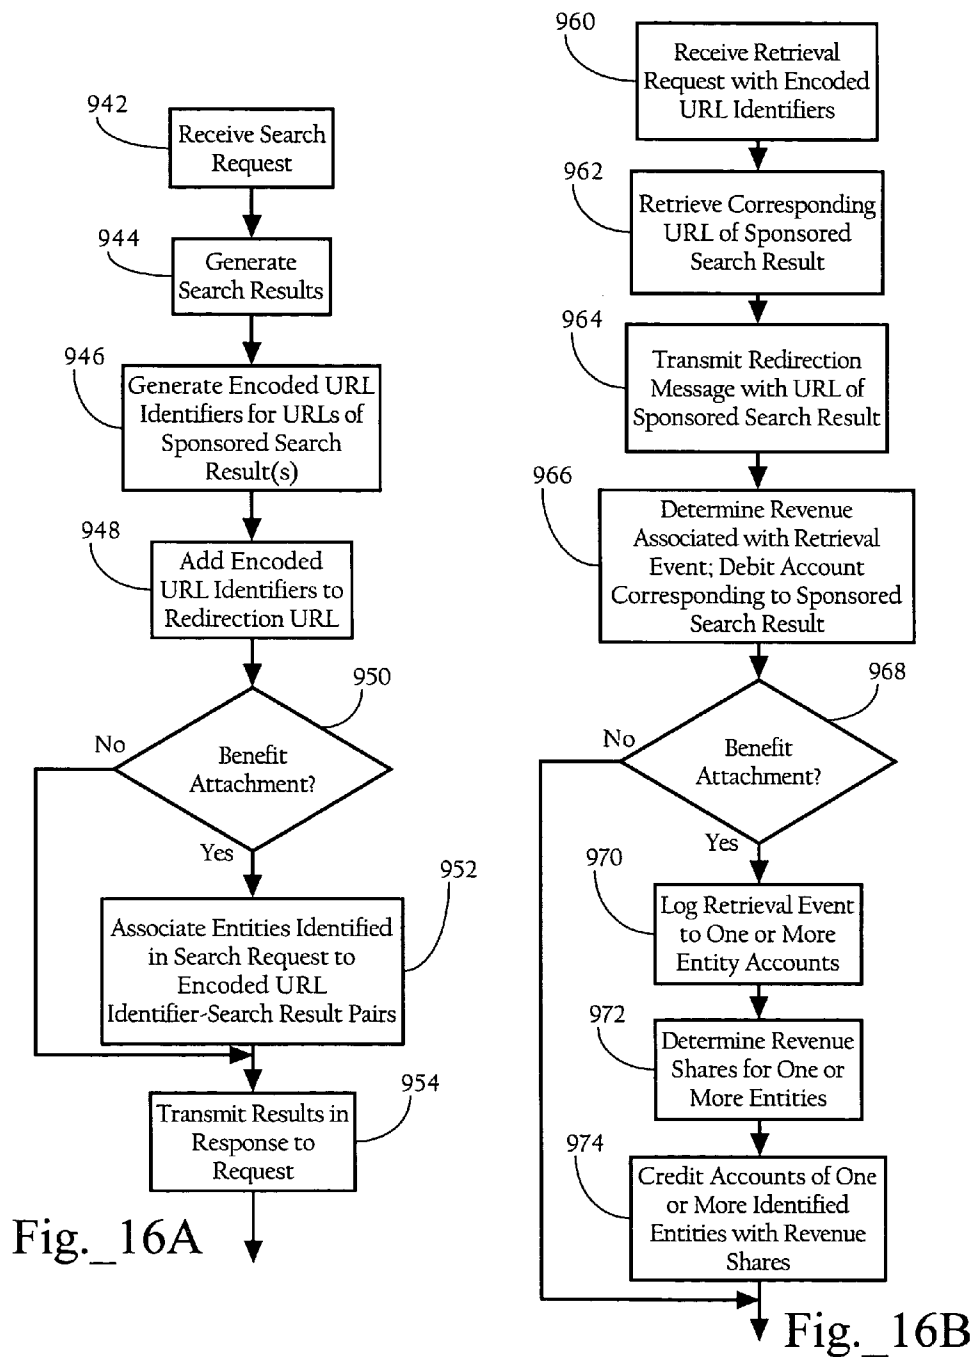 942
Receive Search
Request
944
Generate
Search Results
946
Generate Encoded URL
Identifiers for URLs of
Sponsored Search
Result(s)
948
Add Encoded
URL Identifiers to
Redirection URL
950
No
Benefit
Attachment?
Yes
952
Associate Entities Identified
in Search Request to
Encoded URL
Identifier-Search Result Pairs
954
Transmit Results in
Response to
Request
Fig._16A
960
Receive Retrieval
Request with Encoded
URL Identifiers
962
Retrieve Corresponding
URL of Sponsored
Search Result
964
Transmit Redirection
Message with URL of
Sponsored Search Result
966
Determine Revenue
Associated with Retrieval
Event; Debit Account
Corresponding to Sponsored
Search Result
968
No
Benefit
Attachment?
Yes
970
Log Retrieval Event
to One or More
Entity Accounts
972
Determine Revenue
Shares for One or
More Entities
974
Credit Accounts of One
or More Identified
Entities with Revenue
Shares
Fig._16B